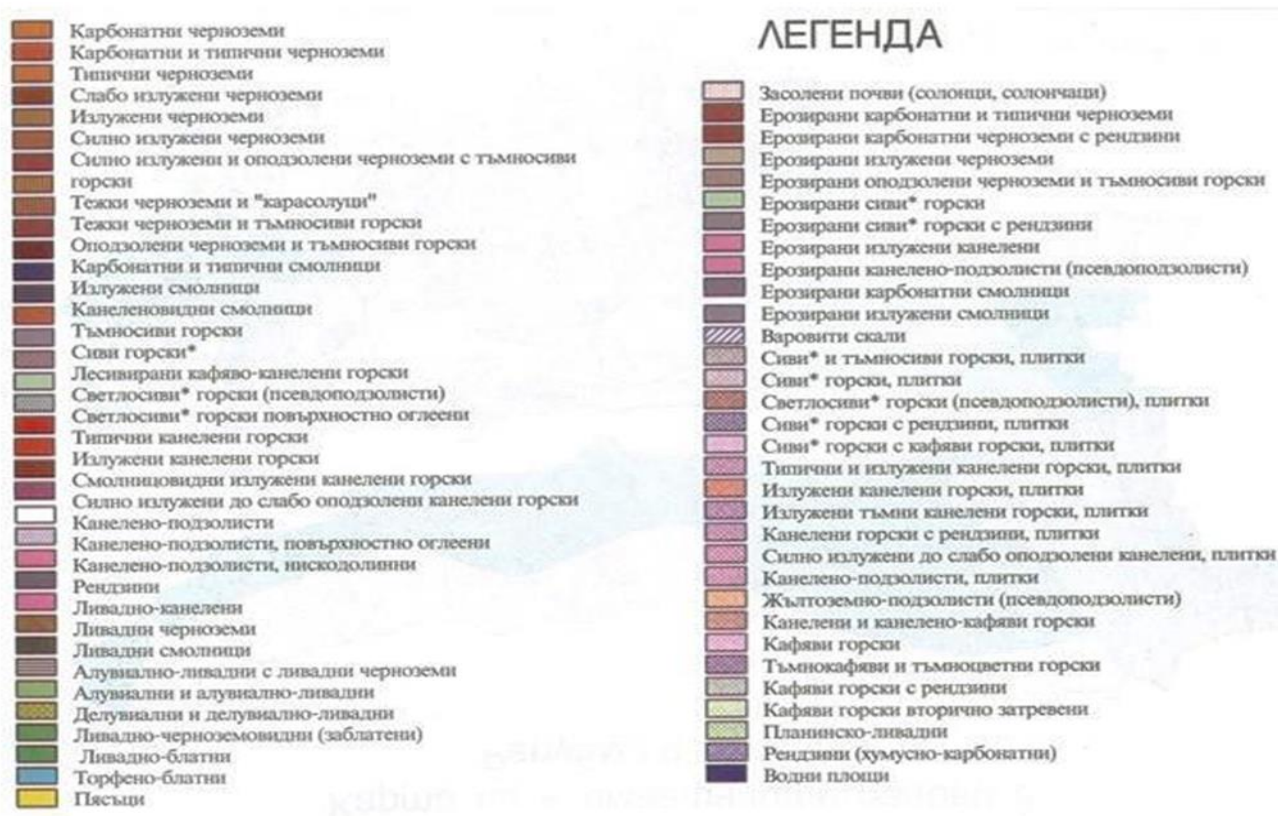 Карбонатни черноземи
Карбонатни и типични черноземи
Типични черноземи
Слабо излужени черноземи
Излужени черноземи
Силно излужени черноземи
Силно излужени и оподзолени черноземи с тъмносиви
горски
Тежки черноземи и "карасолуци"
Тежки черноземи и тъмносиви горски
Оподзолени черноземи и тъмносиви горски
Карбонатни и типични смолници
Излужени смолници
Канеленовидни смолници
Тъмносиви горски
Сиви горски*
Лесивирани кафяво-канелени горски
Светлосиви* горски (псевдоподзолисти)
Светлосиви* горски повърхностно оглеени
Типични канелени горски
Излужени канелени горски
Смолницовидни излужени канелени горски
Силно излужени до слабо оподзолени канелени горски
Канелено-подзолисти
Канелено-подзолисти, повърхностно оглеени
Канелено-подзолисти, нискодолинни
Рендзини
Ливадно-канелени
Ливадни черноземи
Ливадни смолници
Алувиално-ливадни с ливадни черноземи
Алувиални и алувиално-ливадни
Делувиални и делувиално-ливадни
Ливадно-черноземовидни (заблатени)
Ливадно-блатни
Торфено-блатни
Пясъци
ЛЕГЕНДА
Засолени почви (солонци, солончаци)
Ерозирани карбонатни и типични черноземи
Ерозирани карбонатни черноземи с рендзини
Ерозирани излужени черноземи
Ерозирани оподзолени черноземи и тъмносиви горски
Ерозирани сиви* горски
Ерозирани сиви* горски с рендзини
Ерозирани излужени канелени
Ерозирани канелено-подзолисти (псевдоподзолисти)
Ерозирани карбонатни смолници
Ерозирани излужени смолници
Варовити скали
Сиви* и тъмносиви горски, плитки
Сиви* горски, плитки
Светлосиви* горски (псевдоподзолисти), плитки
Сиви* горски с рендзини, плитки
Сиви* горски с кафяви горски, плитки
Типични и излужени канелени горски, плитки
Излужени канелени горски, плитки
Излужени тъмни канелени горски, плитки
Канелени горски с рендзини, плитки
Силно излужени до слабо оподзолени канелени, плитки
Канелено-подзолисти, плитки
Жълтоземно-подзолисти (псевдоподзолисти)
Канелени и канелено-кафяви горски
Кафяви горски
Тъмнокафяви и тъмноцветни горски
Кафяви горски с рендзини
Кафяви горски вторично затревени
Планинско-ливадни
Рендзини (хумусно-карбонатни)
Водни площи